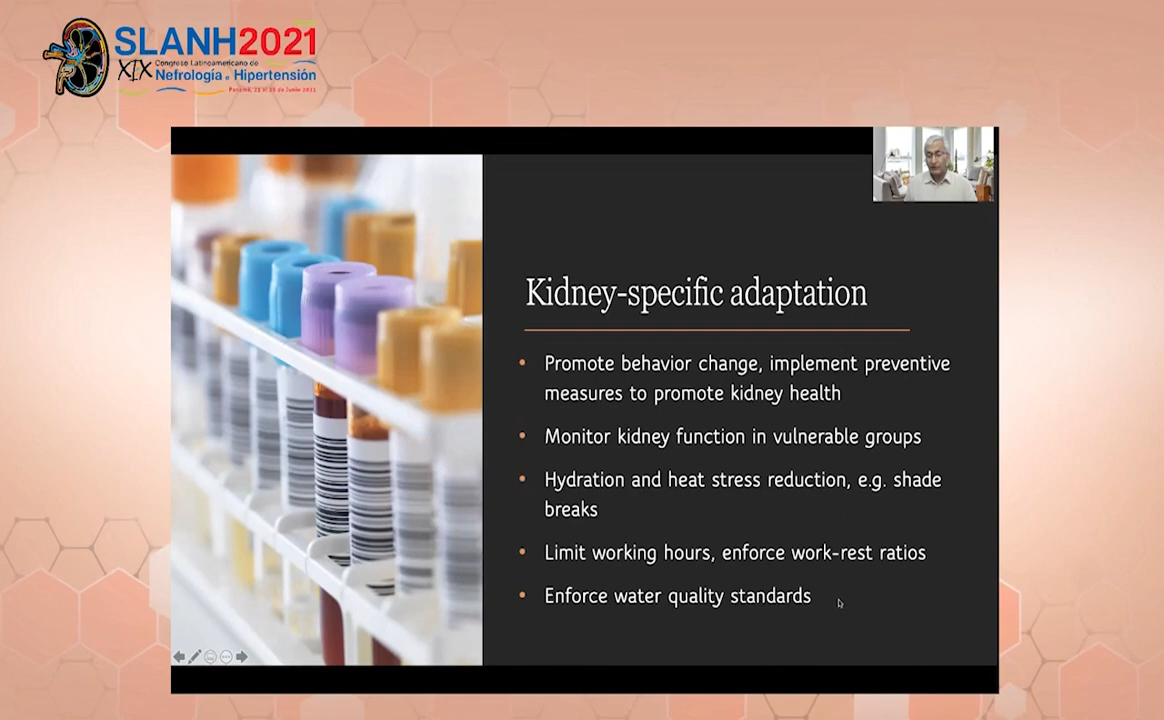 SLANH2021
XIX Congreso Latinoamericano de
Nefrología e Hipertensión
Kidney-specific adaptation
• Promote behavior change, implement preventive
measures to promote kidney health
• Monitor kidney function in vulnerable groups
• Hydration and heat stress reduction, e.g. shade
breaks
• Limit working hours, enforce work-rest ratios
• Enforce water quality standards